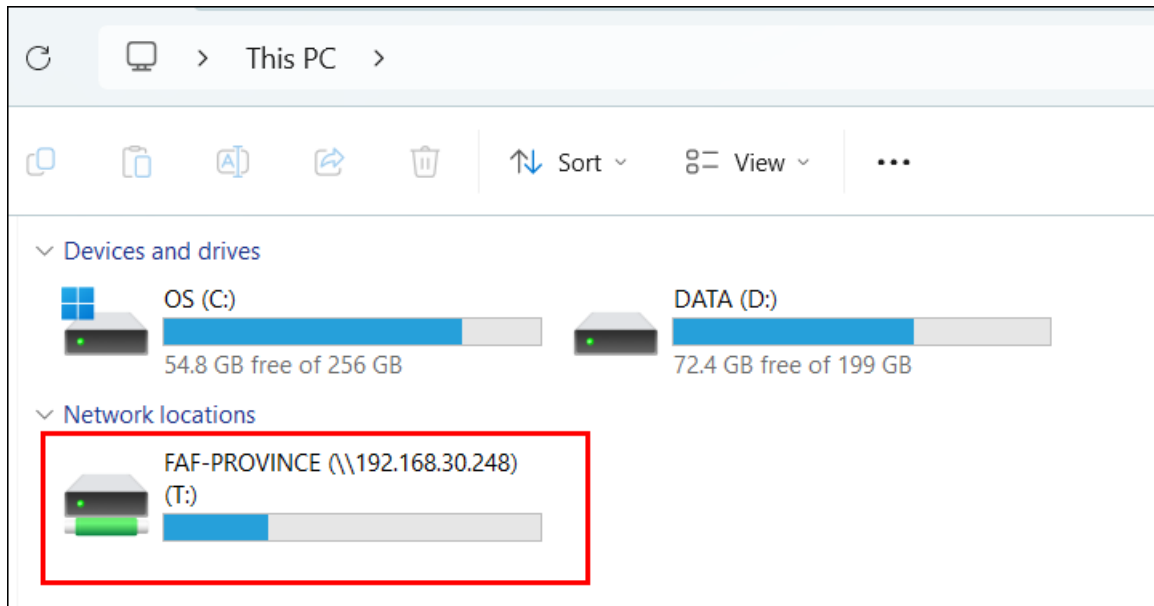 This PC
Sort
View
Devices and drives
OS (C:)
54.8 GB free of 256 GB
DATA (D:)
72.4 GB free of 199 GB
Network locations
FAF-PROVINCE (\\192.168.30.248)
(T:)